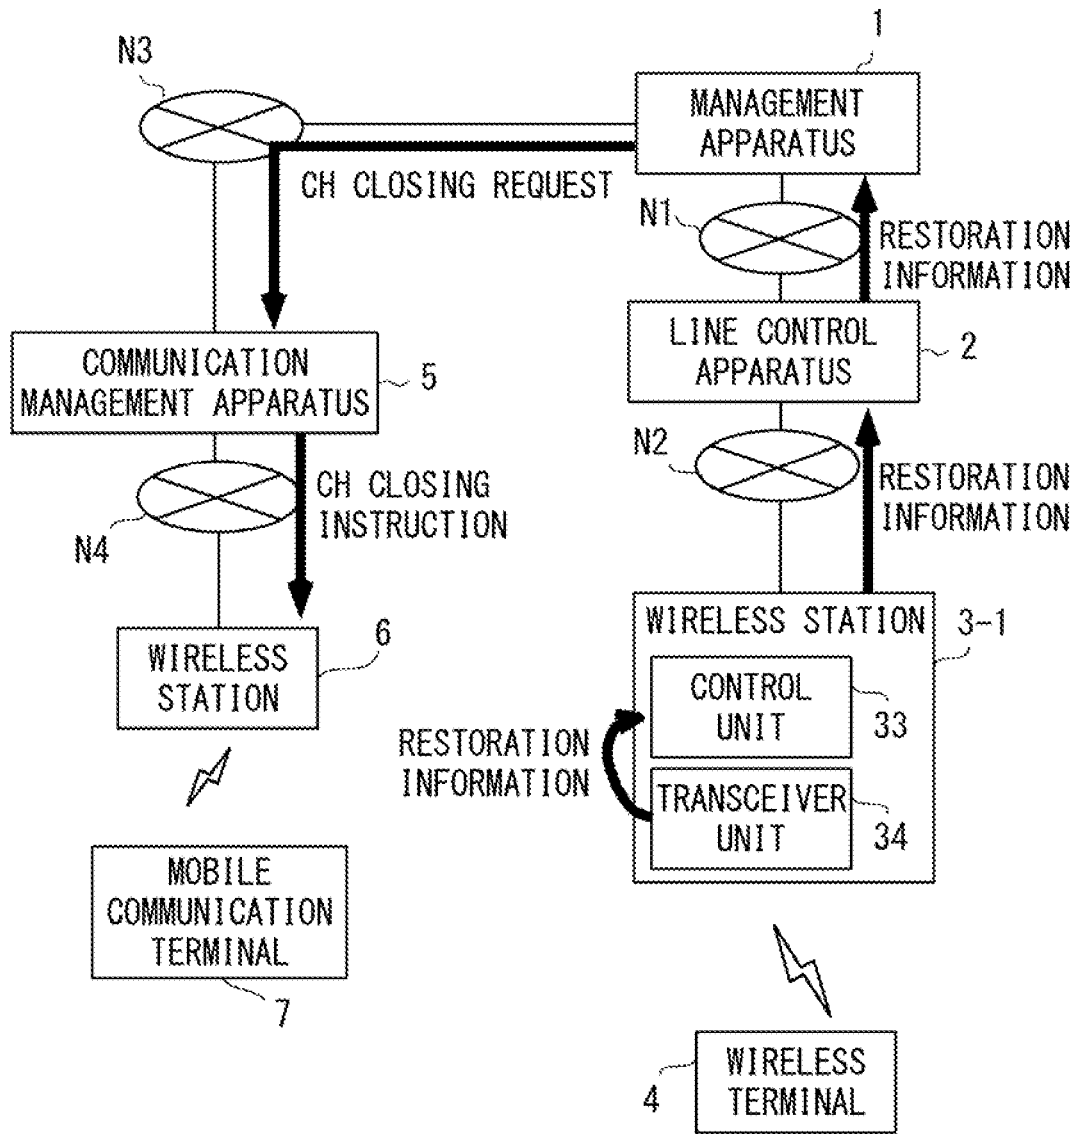 1
N3
MANAGEMENT
APPARATUS
CH CLOSING REQUEST
N1
RESTORATION
INFORMATION
COMMUNICATION
MANAGEMENT APPARATUS
5
LINE CONTROL
APPARATUS
2
N2
CH CLOSING
INSTRUCTION
RESTORATION
INFORMATION
N4
WIRELESS
STATION
6
WIRELESS STATION
3-1
CONTROL
UNIT
33
RESTORATION
INFORMATION
TRANSCEIVER
UNIT
34
MOBILE
COMMUNICATION
TERMINAL
7
WIRELESS
TERMINAL
4